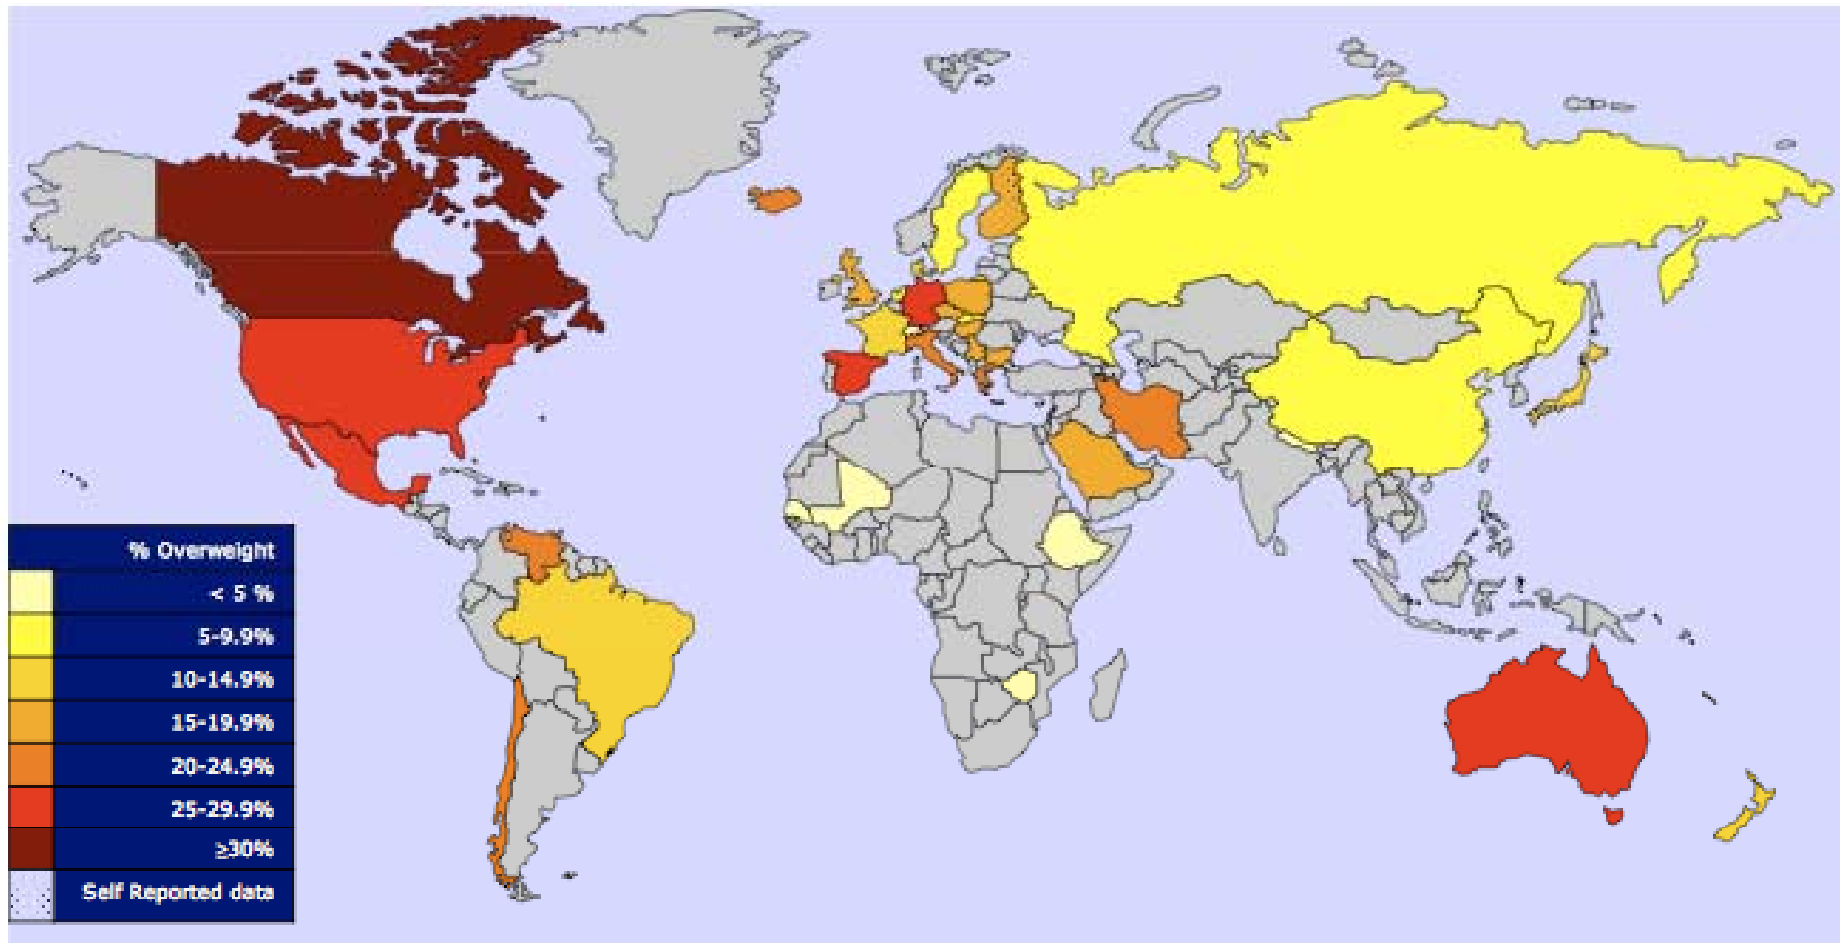 % Overweight
< 5 %
5-9.9%
10-14.9%
15-19.9%
20-24.9%
25-29.9%
≥30%
Self Reported data